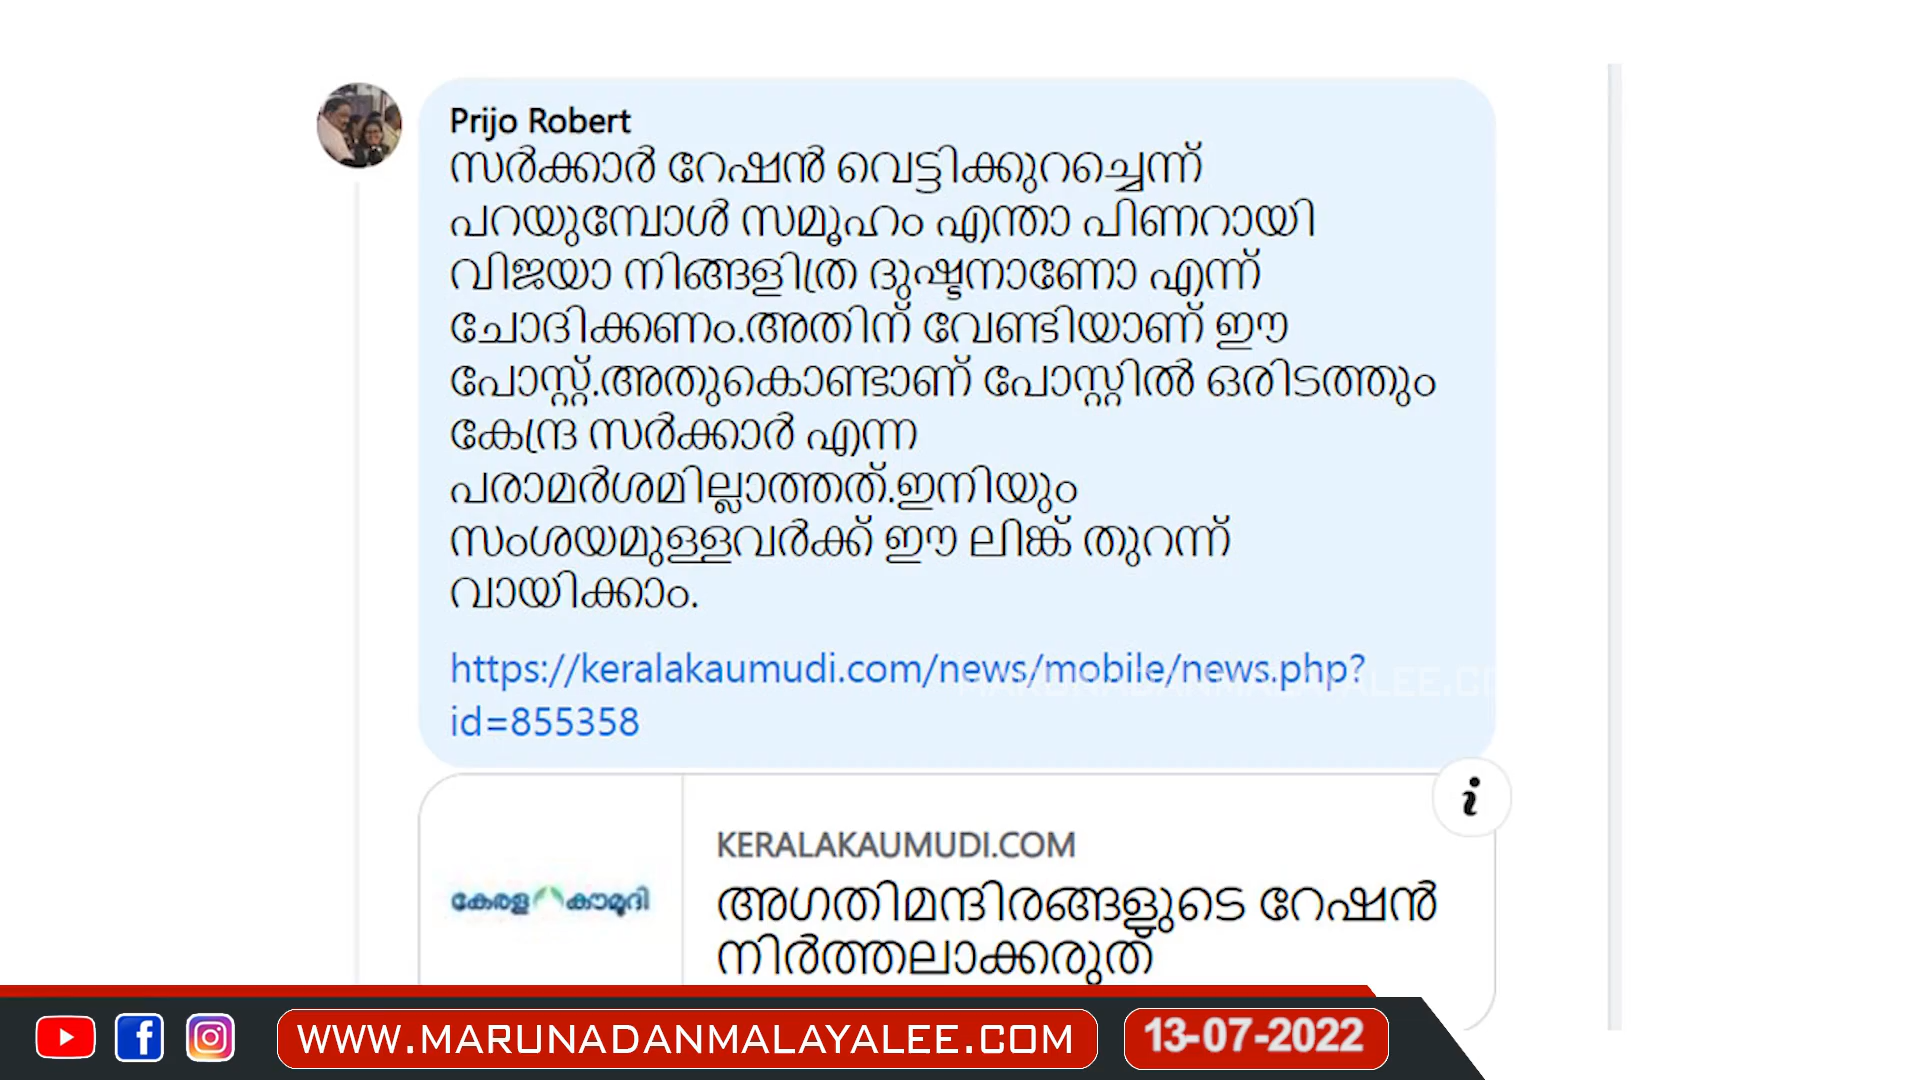 Prijo Robert
സർക്കാർ റേഷൻ വെട്ടിക്കുറച്ചെന്ന്
പറയുമ്പോൾ സമൂഹം എന്താ പിണറായി
വിജയാ നിങ്ങളിത്ര ദുഷ്ടനാണോ എന്ന്
ചോദിക്കണം.അതിന് വേണ്ടിയാണ് ഈ
പോസ്റ്റ്.അതുകൊണ്ടാണ് പോസ്റ്റിൽ ഒരിടത്തും
കേന്ദ്ര സർക്കാർ എന്ന
പരാമർശമില്ലാത്തത്.ഇനിയും
സംശയമുള്ളവർക്ക് ഈ ലിങ്ക് തുറന്ന്
വായിക്കാം.
https://keralakaumudi.com/news/mobile/news.php?
id=855358
MARUNADANMALAYALEE.CO
i
KERALAKAUMUDI.COM
കേരള കൗമുദി
അഗതിമന്ദിരങ്ങളുടെ റേഷൻ
നിർത്തലാക്കരുത്
WWW.MARUNADANMALAYALEE.COM
13-07-2022